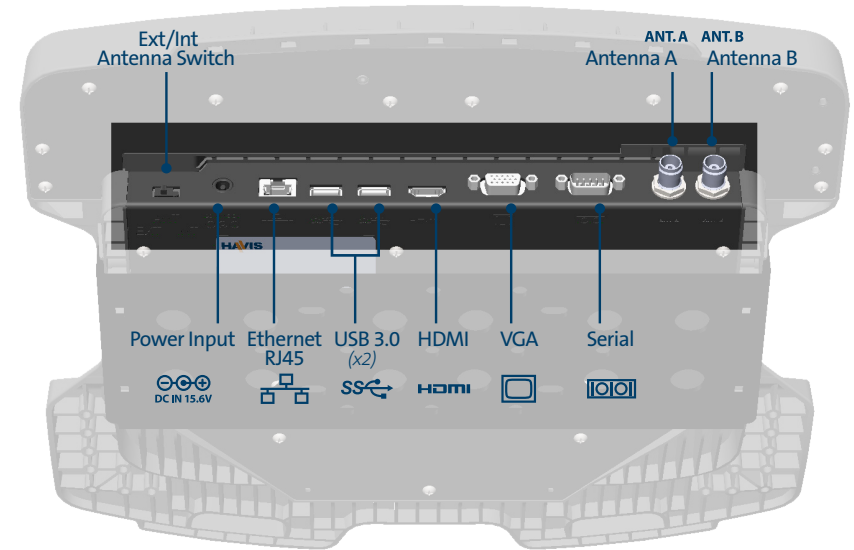 Ext/Int
Antenna Switch
ANT. A
ANT. B
Antenna A
Antenna B
HAVIS
Power Input
Ethernet
RJ45
USB 3.0
(x2)
HDMI
VGA
Serial
DC IN 15.6V
SS
HDMI
IOIOI